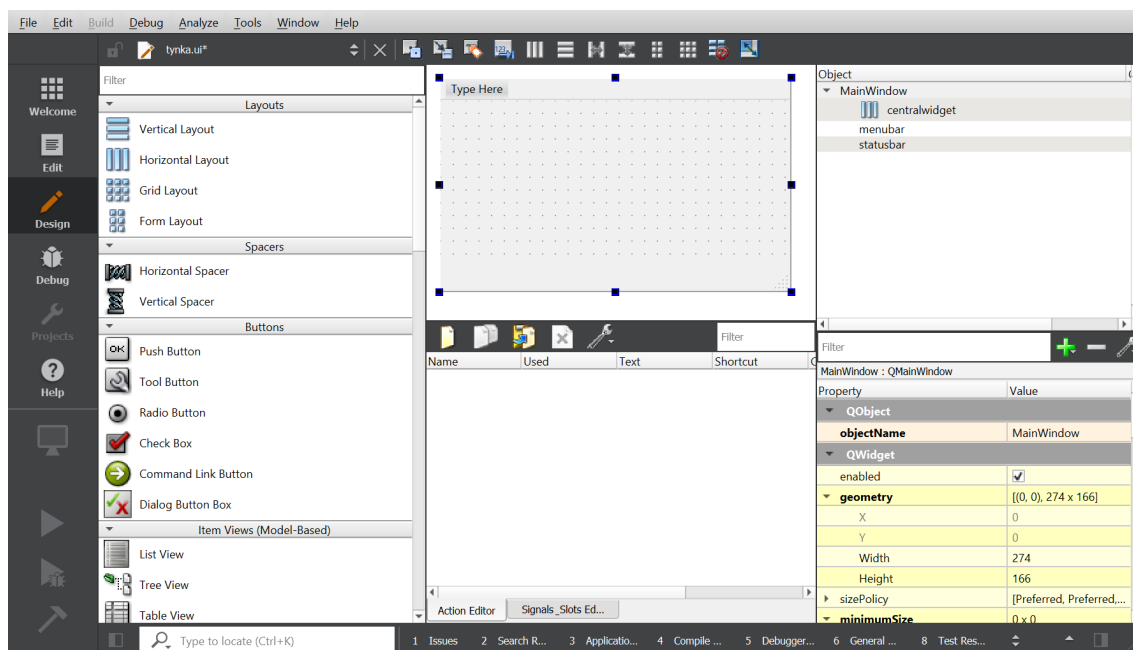 File Edit Build Debug Analyze Tools Window Help
tynka.ui*
Welcome
Edit
Design
Debug
Projects
Help
Filter
Layouts
Vertical Layout
Horizontal Layout
Grid Layout
Form Layout
Spacers
Horizontal Spacer
Vertical Spacer
Buttons
OK Push Button
Tool Button
Radio Button
Check Box
Command Link Button
Dialog Button Box
Item Views (Model-Based)
List View
Tree View
Table View
Type Here
Filter
Name Used Text Shortcut
Action Editor Signals_Slots Ed...
Object
MainWindow
centralwidget
menubar
statusbar
Filter
MainWindow : QMainWindow
Property Value
QObject
objectName MainWindow
QWidget
enabled
geometry [(0, 0), 274 x 166]
X 0
Y 0
Width 274
Height 166
sizePolicy [Preferred, Preferred,...
minimumSize 0 x 0
Type to locate (Ctrl+K) 1 Issues 2 Search R... 3 Applicatio... 4 Compile ... 5 Debugger... 6 General ... 8 Test Res...